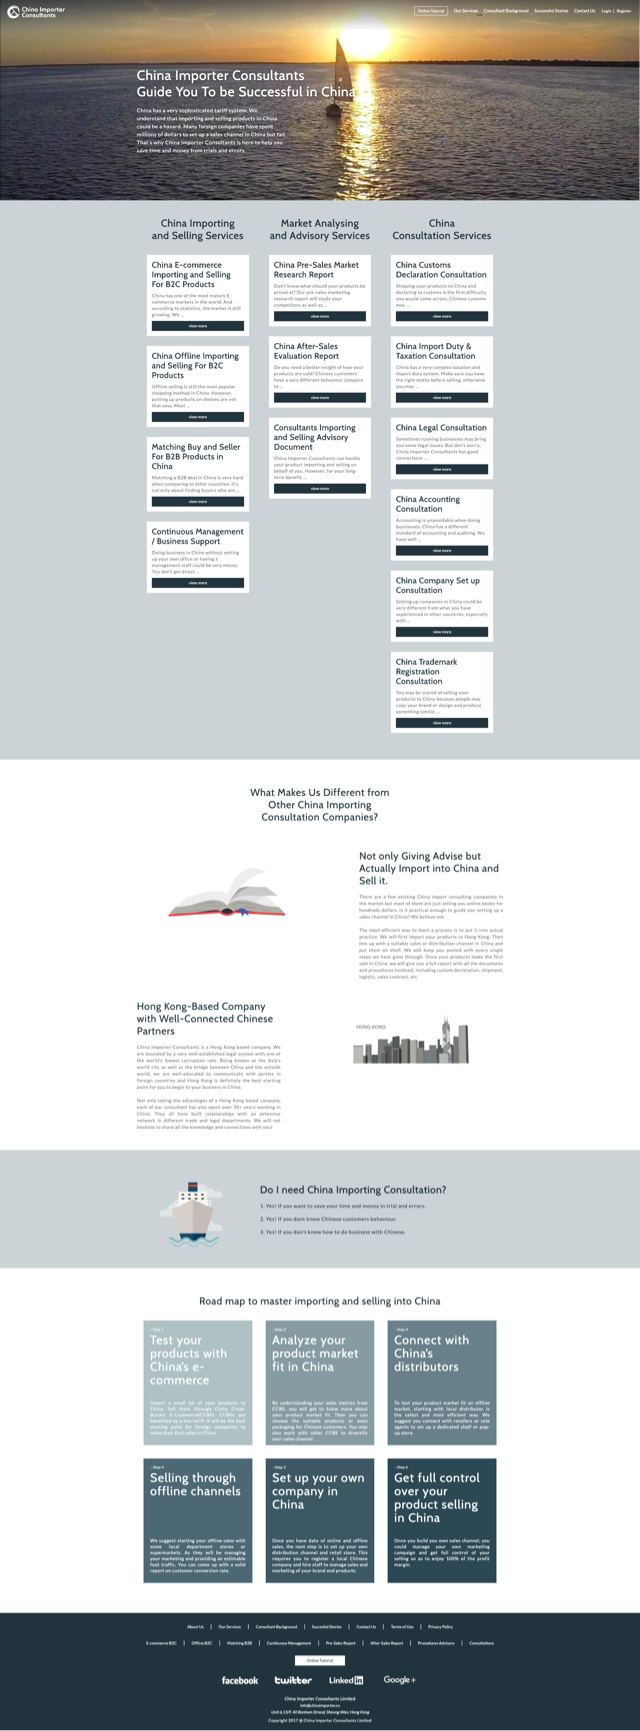 China Importer
Consultants
Online Tutorial
Our Services
Consultant Background
Successful Stories
Contact Us
Login | Register
China Importer Consultants
Guide You To be Successful in China
China has a very sophisticated tariff system. We
understand that importing and selling products in China
could be a hazard. Many foreign companies have spent
millions of dollars to set up a sales channel in China but fail.
That's why China Importer Consultants is here to help you
save time and money from trials and errors.
China Importing
and Selling Services
China E-commerce
Importing and Selling
For B2C Products
China has one of the most mature E-
commerce markets in the world. And
according to statistics, the market is still
growing. We ...
view more
China Offline Importing
and Selling For B2C
Products
Offline selling is still the most popular
shopping method in China. However,
putting up products on shelves are not
that easy. Most ...
view more
Matching Buy and Seller
For B2B Products in
China
Matching a B2B deal in China is very hard
when comparing to other countries. It's
not only about finding buyers who are ...
view more
Continuous Management
/ Business Support
Doing business in China without setting
up your own office or having a
management staff could be very messy.
You don't get direct ...
view more
Market Analysing
and Advisory Services
China Pre-Sales Market
Research Report
Don't know what should your products be
priced at? Our pre-sales marketing
research report will study your
competitors as well as ...
view more
China After-Sales
Evaluation Report
Do you need a better insight of how your
products are sold? Chinese customers
have a very different behaviour compare
to ...
view more
Consultants Importing
and Selling Advisory
Document
China Importer Consultants can handle
your product importing and selling on
behalf of you. However, for your long-
term benefit, ...
view more
China
Consultation Services
China Customs
Declaration Consultation
Shipping your products to China and
declaring to customs is the first difficulty
you would come across. Chinese customs
may ...
view more
China Import Duty &
Taxation Consultation
China has a very complex taxation and
import duty system. Make sure you have
the right maths before selling, otherwise
you may ...
view more
China Legal Consultation
Sometimes running businesses may bring
you some legal issues. But don't worry,
China Importer Consultants has good
connections ...
view more
China Accounting
Consultation
Accounting is unavoidable when doing
businesses. China has a different
standard of accounting and auditing. We
have well ...
view more
China Company Set up
Consultation
Setting up companies in China could be
very different from what you have
experienced in other countries, especially
with ...
view more
China Trademark
Registration
Consultation
You may be scared of selling your
products to China because people may
copy your brand or design and produce
something similar. ...
view more
What Makes Us Different from
Other China Importing
Consultation Companies?
Not only Giving Advise but
Actually Import into China and
Sell it.
There are a few existing China import consulting companies in
the market but most of them are just selling you online books for
hundreds dollars. Is it practical enough to guide you setting up a
sales channel in China? We believe not.
The most efficient way to learn a process is to put it into actual
practice. We will first import your products to Hong Kong. Then
line up with a suitable sales or distribution channel in China and
put them on shelf. We will keep you posted with every single
steps we have gone through. Once your products make the first
sale in China, we will give you a full report with all the documents
and procedures involved, including custom declaration, shipment,
logistic, sales contract, etc.
Hong Kong-Based Company
with Well-Connected Chinese
Partners
China Importer Consultants is a Hong Kong based company. We
are bounded by a very well-established legal system with one of
the world's lowest corruption rate. Being known as the Asia's
world city as well as the bridge between China and the outside
world, we are well-educated to communicate with parties in
foreign countries and Hong Kong is definitely the best starting
point for you to begin to your business in China.
Not only taking the advantages of a Hong Kong based company,
each of our consultant has also spent over 30+ years working in
China. They all have built relationships with an extensive
network in different trade and legal departments. We will not
hesitate to share all the knowledge and connections with you!
HONG KONG
Do I need China Importing Consultation?
1. Yes! If you want to save your time and money in trial and errors.
2. Yes! If you dont know Chinese customers behaviour.
3. Yes! If you don't know how to do business with Chinese.
Road map to master importing and selling into China
- Step 1
Test your
products with
China's e-
commerce
Import a small lot of your products to
China. Sell them through China Cross-
Border E-Commerce(CCBE). CCBEs are
benefited by a low tariff. It will be the best
starting point for foreign companies to
make their first sales in China.
- Step 2
Analyze your
product market
fit in China
By understanding your sales metrics from
CCBE, you will get to know more about
your product market fit. Then you can
choose the suitable products or even
packaging for Chinese customers. You may
also work with other CCBE to diversify
your sales channel.
- Step 3
Connect with
China's
distributors
To test your product market fit on offline
market, starting with local distributor is
the safest and most efficient way. We
suggest you connect with retailers or sole
agents to set up a dedicated shelf or pop-
up store.
- Step 4
Selling through
offline channels
We suggest starting your offline sales with
some local department stores or
supermarkets. As they will be managing
your marketing and providing an estimable
foot traffic. You can come up with a solid
report on customer conversion rate.
- Step 5
Set up your own
company in
China
Once you have data of online and offline
sales, the next step is to set up your own
distribution channel and retail store. This
requires you to register a local Chinese
company and hire staff to manage sales and
marketing of your brand and products.
- Step 6
Get full control
over your
product selling
in China
Once you build you own sales channel, you
could manage your own marketing
campaign and get full control of your
selling so as to enjoy 100% of the profit
margin.
About Us | Our Services | Consultant Background | Succesful Stories | Contact Us | Terms of Use | Privacy Policy
E-commerce B2C | Offline B2C | Matching B2B | Continuous Management | Pre-Sales Report | After-Sales Report | Procedures Advisory | Consultations
Online Tutorial
facebook
twitter
Linked in
Google+
China Importer Consultants Limited
info@chinaimporter.co
Unit 6 13/F, 40 Bonham Strand, Sheung Wan, Hong Kong
Copyright 2017 @ China Importer Consultants Limited